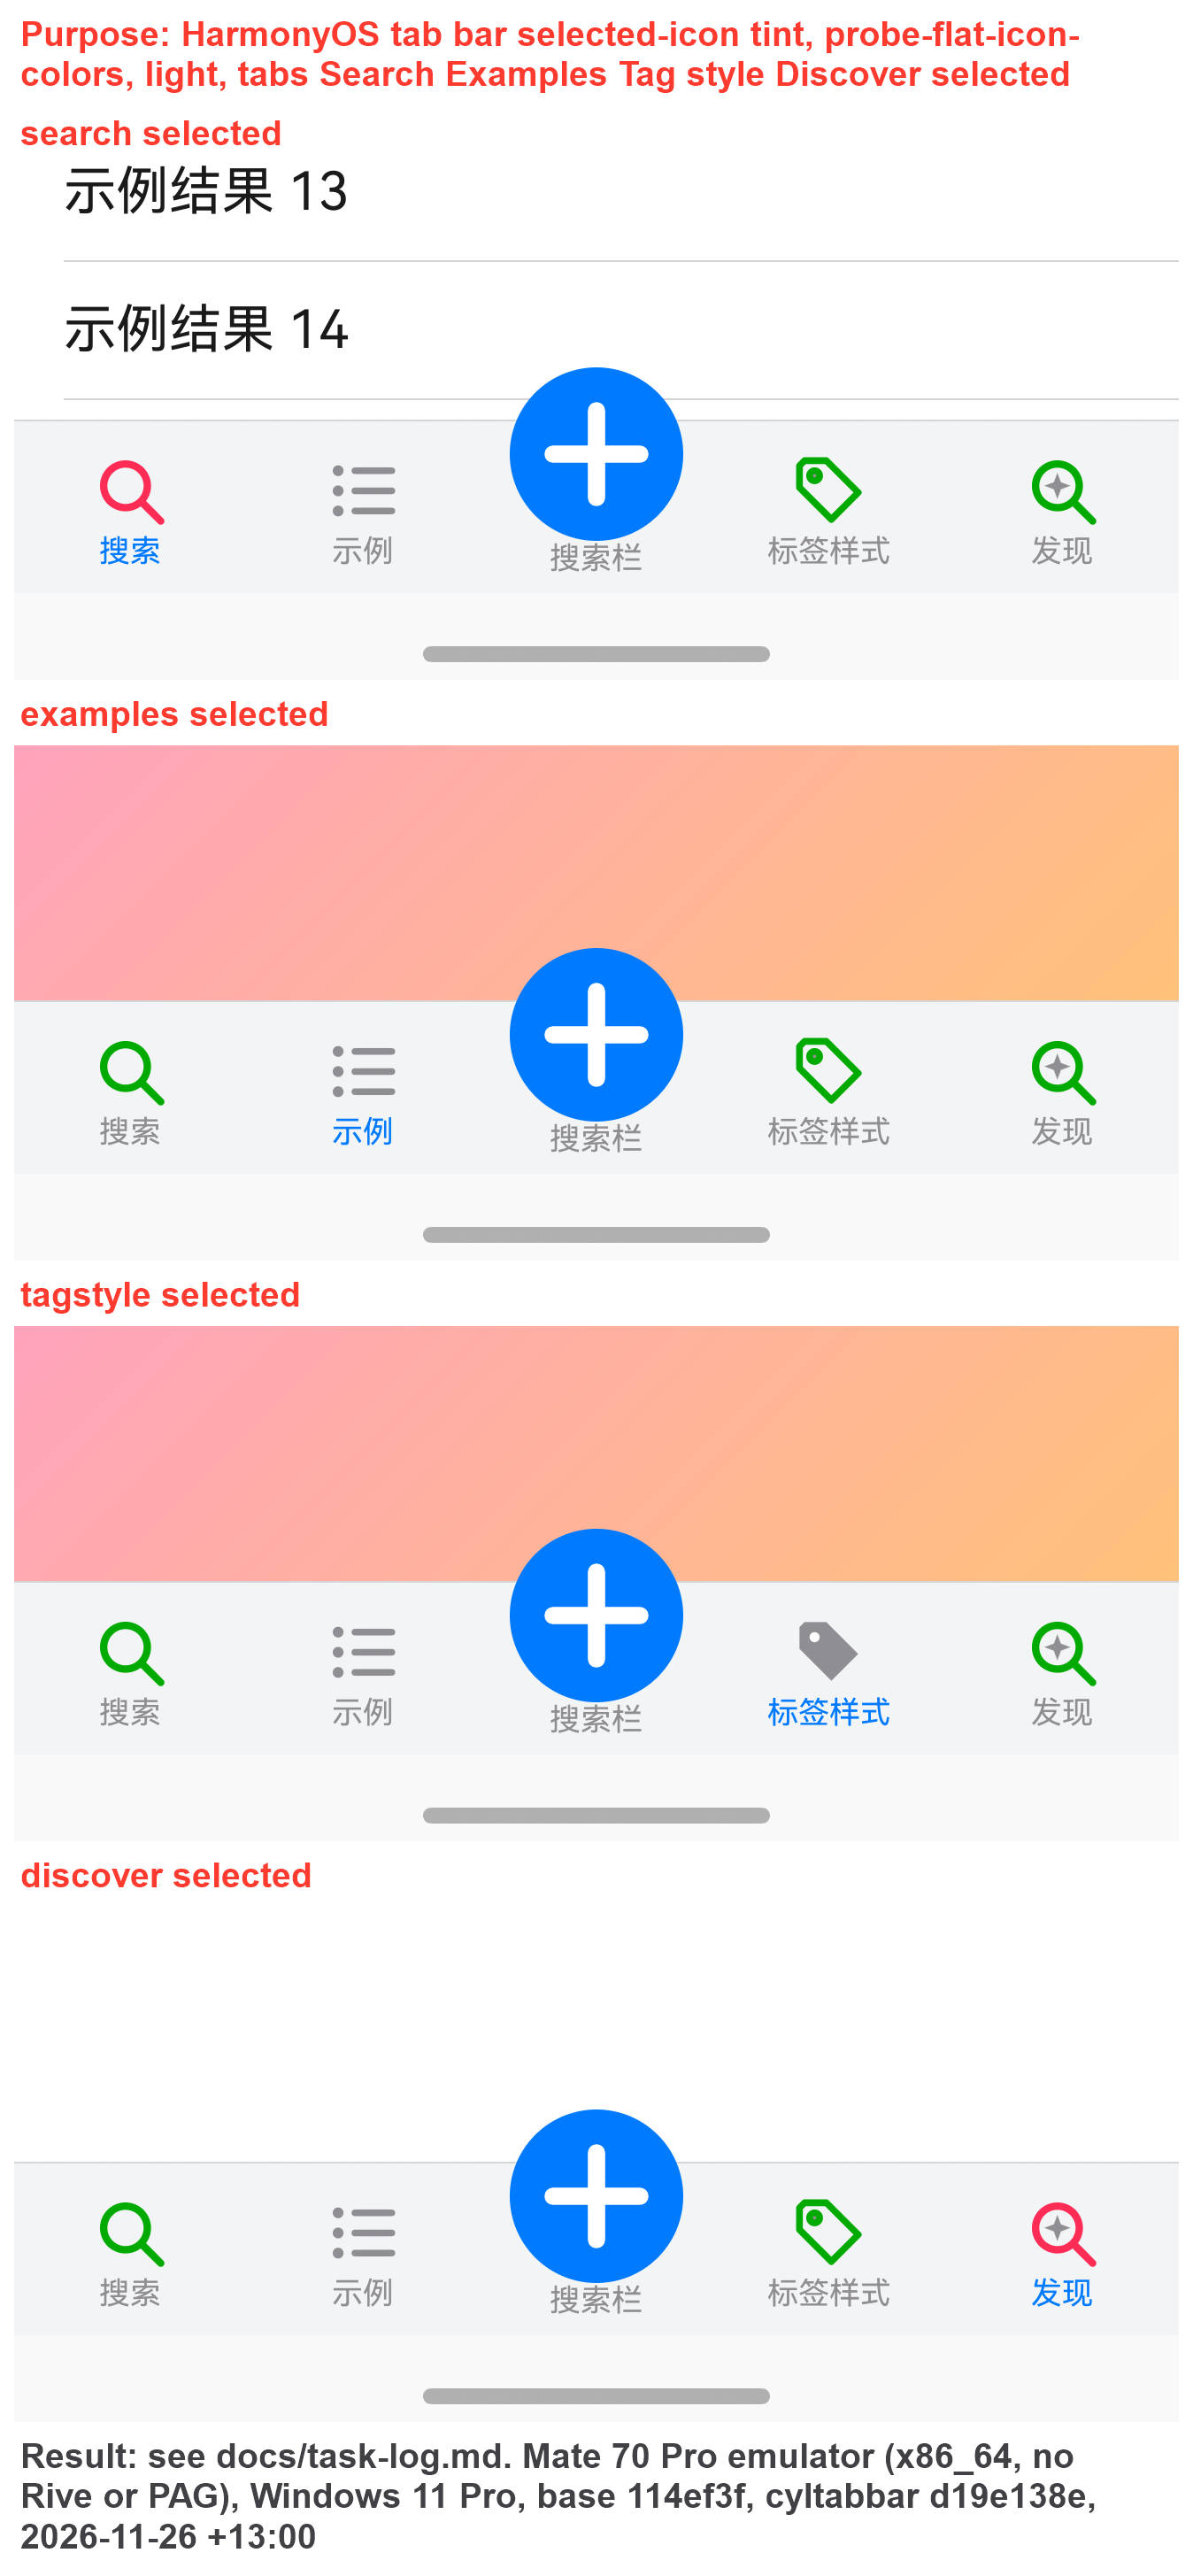 Purpose: HarmonyOS tab bar selected-icon tint, probe-flat-icon-
colors, light, tabs Search Examples Tag style Discover selected
search selected
示例结果 13
示例结果 14
搜索 示例 搜索栏 标签样式 发现
examples selected
搜索 示例 搜索栏 标签样式 发现
tagstyle selected
搜索 示例 搜索栏 标签样式 发现
discover selected
搜索 示例 搜索栏 标签样式 发现
Result: see docs/task-log.md. Mate 70 Pro emulator (x86_64, no
Rive or PAG), Windows 11 Pro, base 114ef3f, cyltabbar d19e138e,
2026-11-26 +13:00